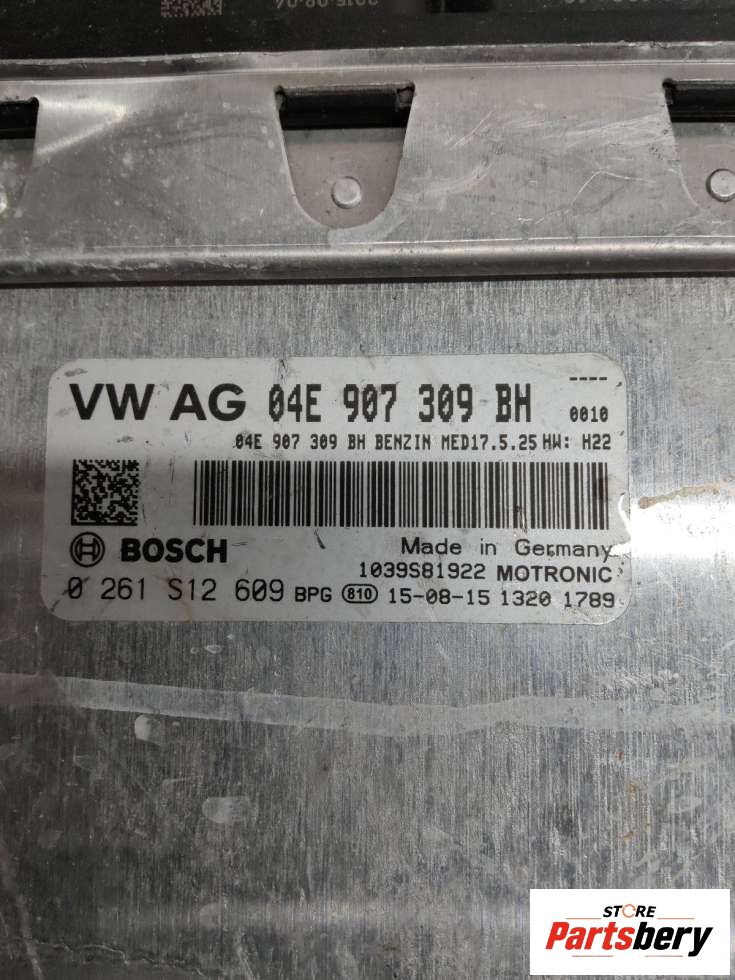 VW AG 04E 907 309 BH ----
0010
04E 907 309 BH BENZIN MED17.5.25 HW: H22
BOSCH Made in Germany
1039S81922 MOTRONIC
0 261 S12 609 BPG 810 15-08-15 1320 1789
STORE
Partsbery